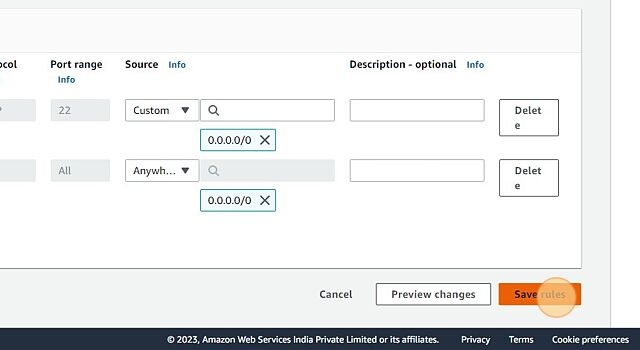 ocol Port range Source Info Description - optional Info
Info
22 Custom Delet
e
0.0.0.0/0
All Anywh... Delet
e
0.0.0.0/0
Cancel Preview changes Save rules
© 2023, Amazon Web Services India Private Limited or its affiliates. Privacy Terms Cookie preferences